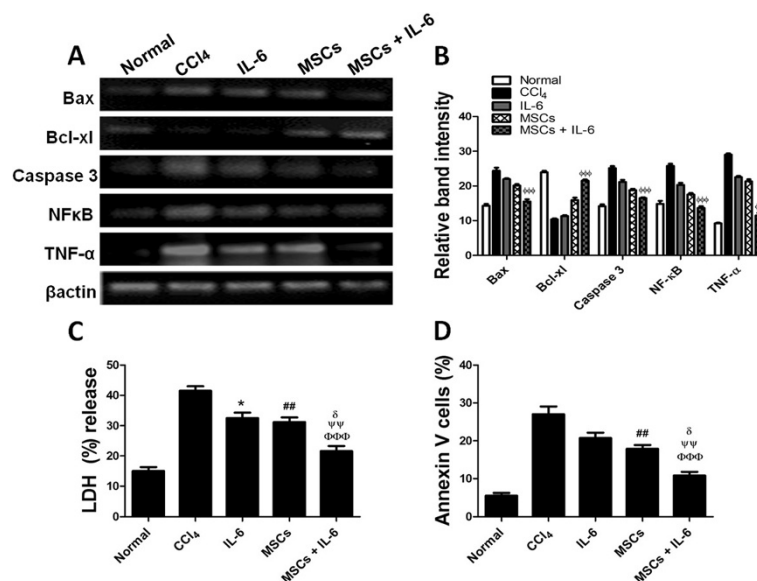 A
Normal
CCl₄
IL-6
MSCs
MSCs + IL-6
Bax
Bcl-xl
Caspase 3
NFκB
TNF-α
βactin
B
Normal
CCl₄
IL-6
MSCs
MSCs + IL-6
Relative band intensity
40
30
20
10
0
ϕϕϕ
ϕϕϕ
ϕϕϕ
ϕϕϕ
Bax
Bcl-xl
Caspase 3
NF-κB
TNF-α
C
LDH (%) release
50
40
30
20
10
0
*
##
δ
ΨΨ
ΦΦΦ
Normal
CCl₄
IL-6
MSCs
MSCs + IL-6
D
Annexin V cells (%)
40
30
20
10
0
##
δ
ΨΨ
ΦΦΦ
Normal
CCl₄
IL-6
MSCs
MSCs + IL-6